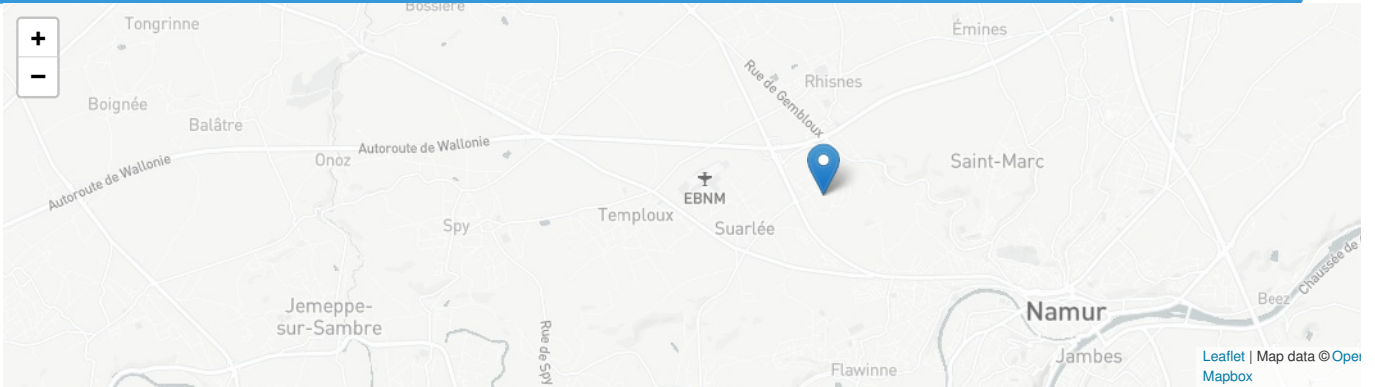 Bossière
Tongrinne
Émines
+
−
Rue de Gembloux
Rhisnes
Boignée
Balâtre
Autoroute de Wallonie
Onoz
Autoroute de Wallonie
Saint-Marc
EBNM
Temploux
Spy
Suarlée
Chaussée de
Jemeppe-
sur-Sambre
Beez
Namur
Rue de Spy
Jambes
Flawinne
Leaflet | Map data © Oper
Mapbox